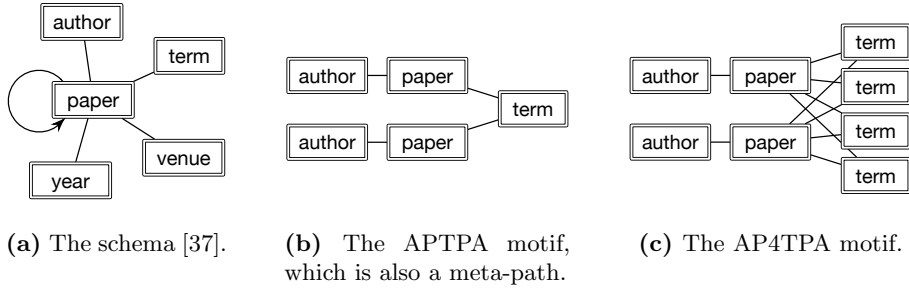 author
term
paper
venue
year
(a) The schema [37].
author paper
term
author paper
(b) The APTPA motif,
which is also a meta-path.
term
author paper
term
term
author paper
term
(c) The AP4TPA motif.